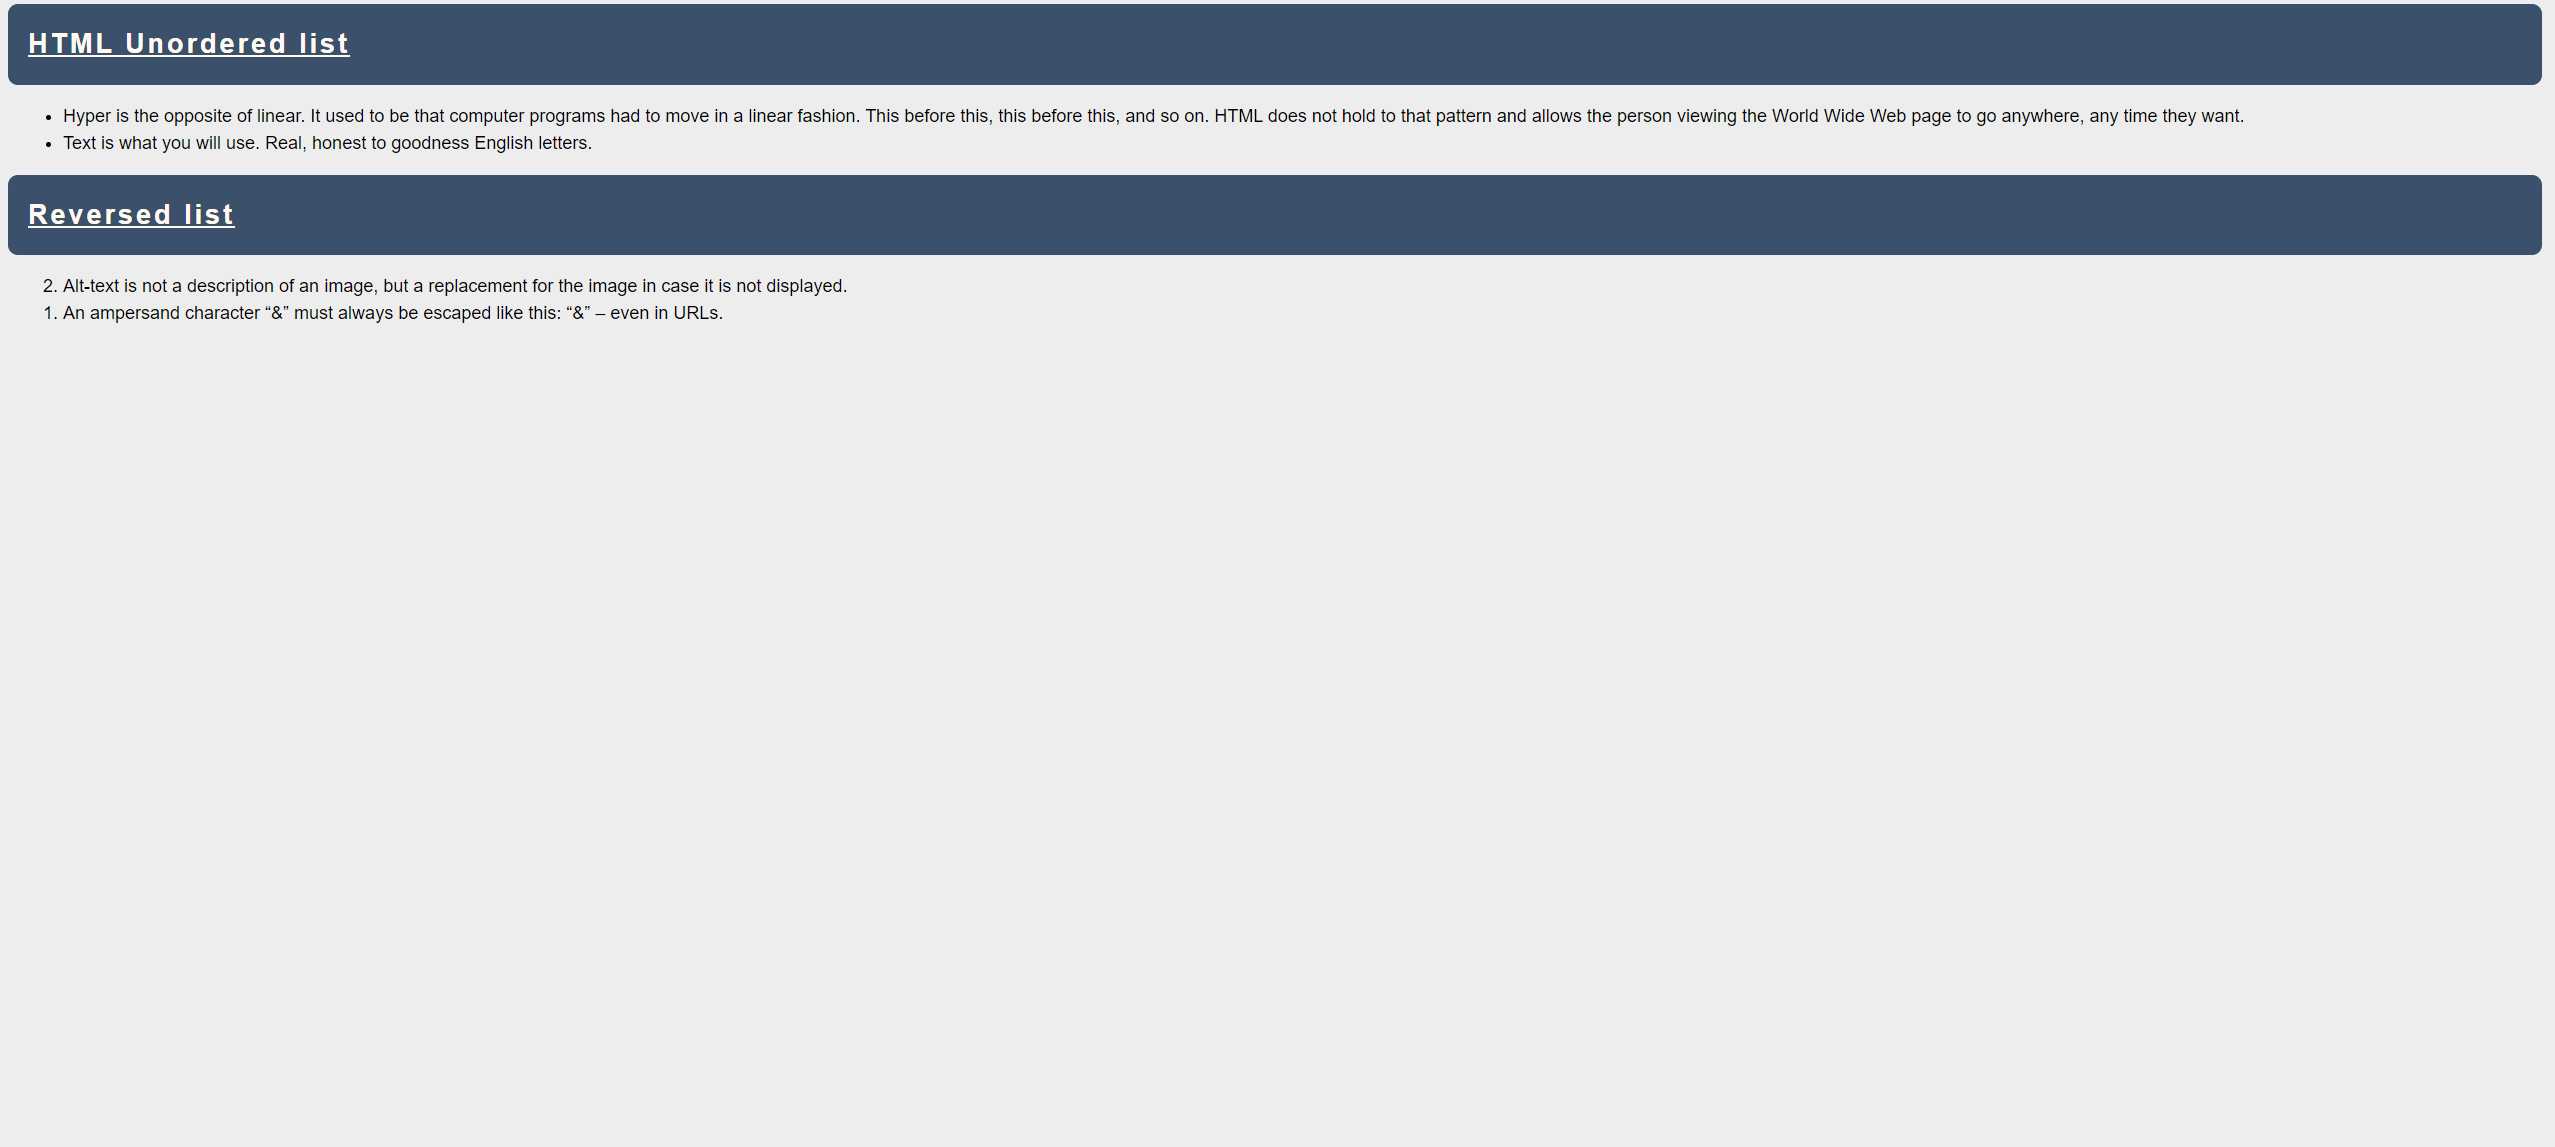 HTML Unordered list
• Hyper is the opposite of linear. It used to be that computer programs had to move in a linear fashion. This before this, this before this, and so on. HTML does not hold to that pattern and allows the person viewing the World Wide Web page to go anywhere, any time they want.
• Text is what you will use. Real, honest to goodness English letters.
Reversed list
2. Alt-text is not a description of an image, but a replacement for the image in case it is not displayed.
1. An ampersand character “&” must always be escaped like this: “&” – even in URLs.